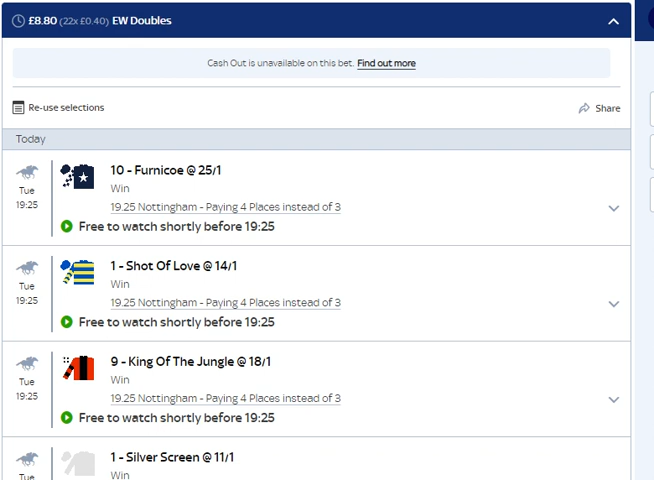 £8.80 (22x £0.40) EW Doubles
Cash Out is unavailable on this bet. Find out more
Re-use selections
Share
Today
10 - Furnicoe @ 25/1
Win
Tue
19:25
19.25 Nottingham - Paying 4 Places instead of 3
Free to watch shortly before 19:25
1 - Shot Of Love @ 14/1
Win
Tue
19:25
19.25 Nottingham - Paying 4 Places instead of 3
Free to watch shortly before 19:25
9 - King Of The Jungle @ 18/1
Win
Tue
19:25
19.25 Nottingham - Paying 4 Places instead of 3
Free to watch shortly before 19:25
1 - Silver Screen @ 11/1
Win
Tue